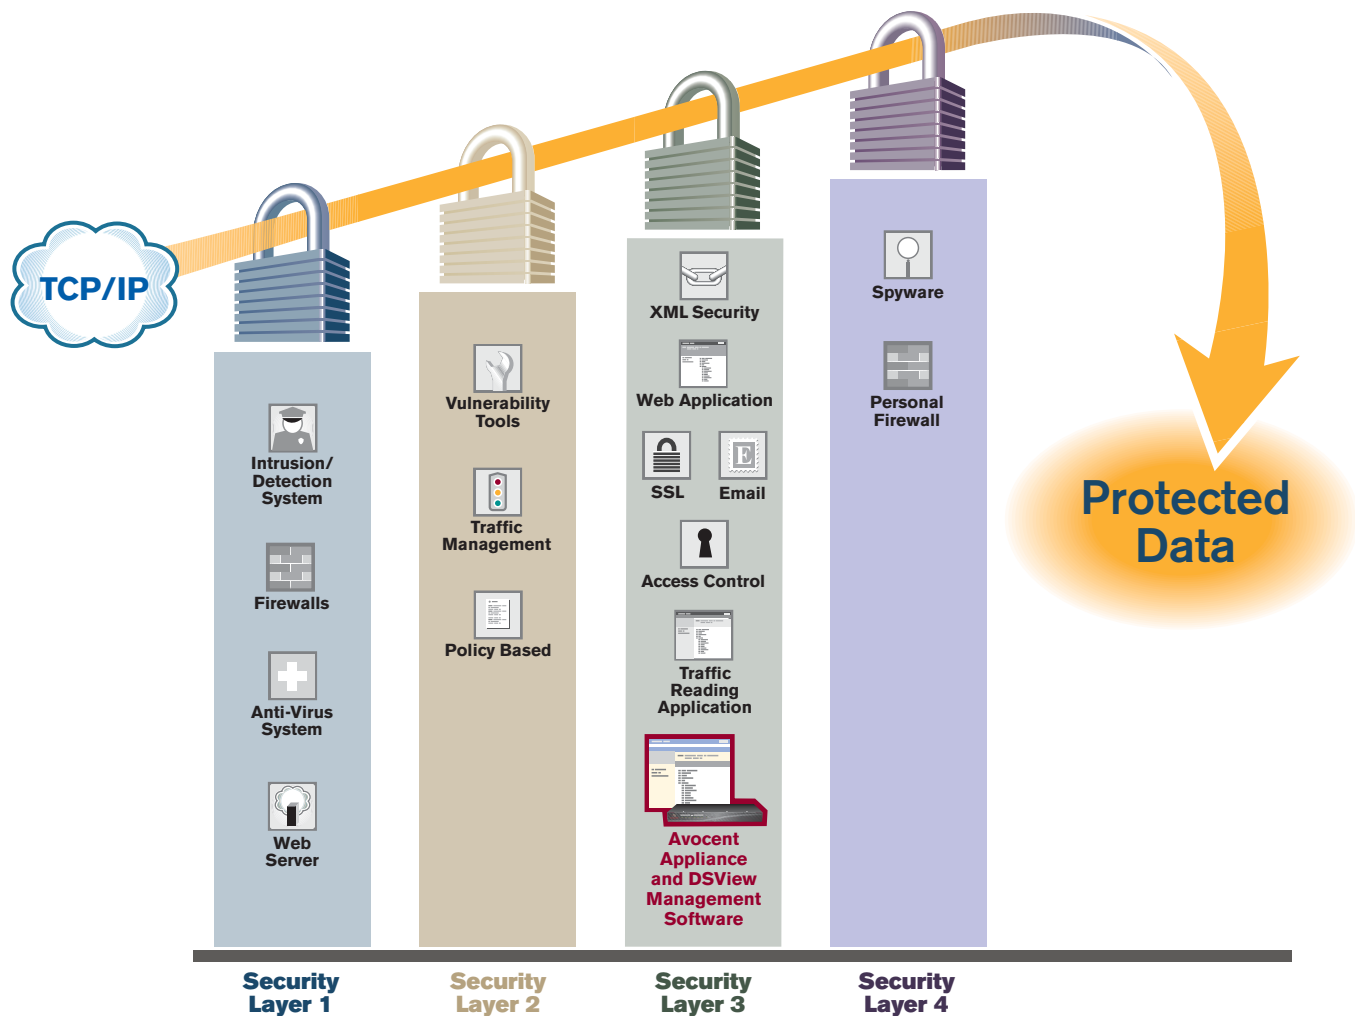 TCP/IP
Intrusion/
Detection
System
Firewalls
Anti-Virus
System
Web
Server
Security
Layer 1
Vulnerability
Tools
Traffic
Management
Policy Based
Security
Layer 2
XML Security
Web Application
SSL
Email
E
Access Control
Traffic
Reading
Application
Avocent
Appliance
and DSView
Management
Software
Security
Layer 3
Spyware
Personal
Firewall
Security
Layer 4
Protected
Data